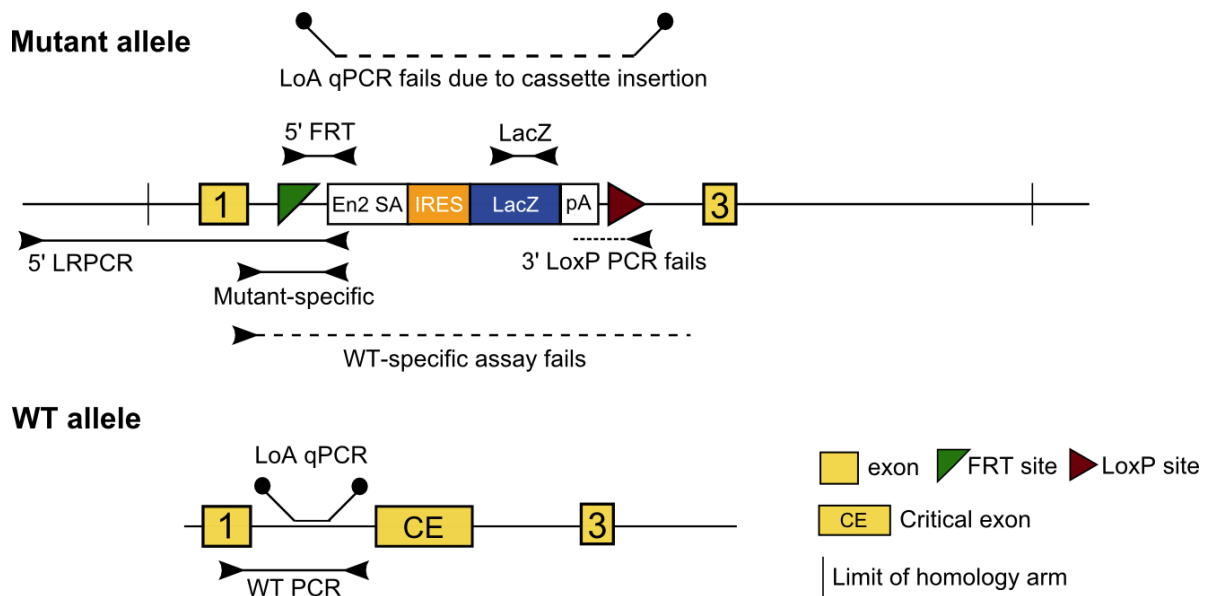 Mutant allele
LoA qPCR fails due to cassette insertion
5' FRT
LacZ
1
En2 SA
IRES
LacZ
pA
3
5' LRPCR
3' LoxP PCR fails
Mutant-specific
WT-specific assay fails
WT allele
LoA qPCR
1
CE
3
WT PCR
exon
FRT site
LoxP site
CE
Critical exon
Limit of homology arm